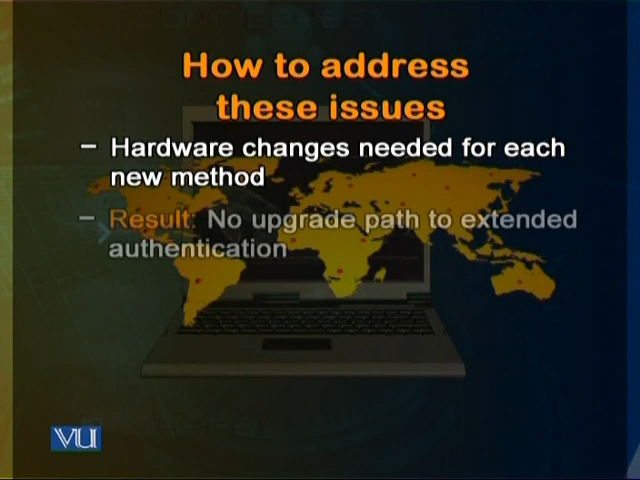 How to address
these issues
– Hardware changes needed for each
new method
– Result: No upgrade path to extended
authentication
VU